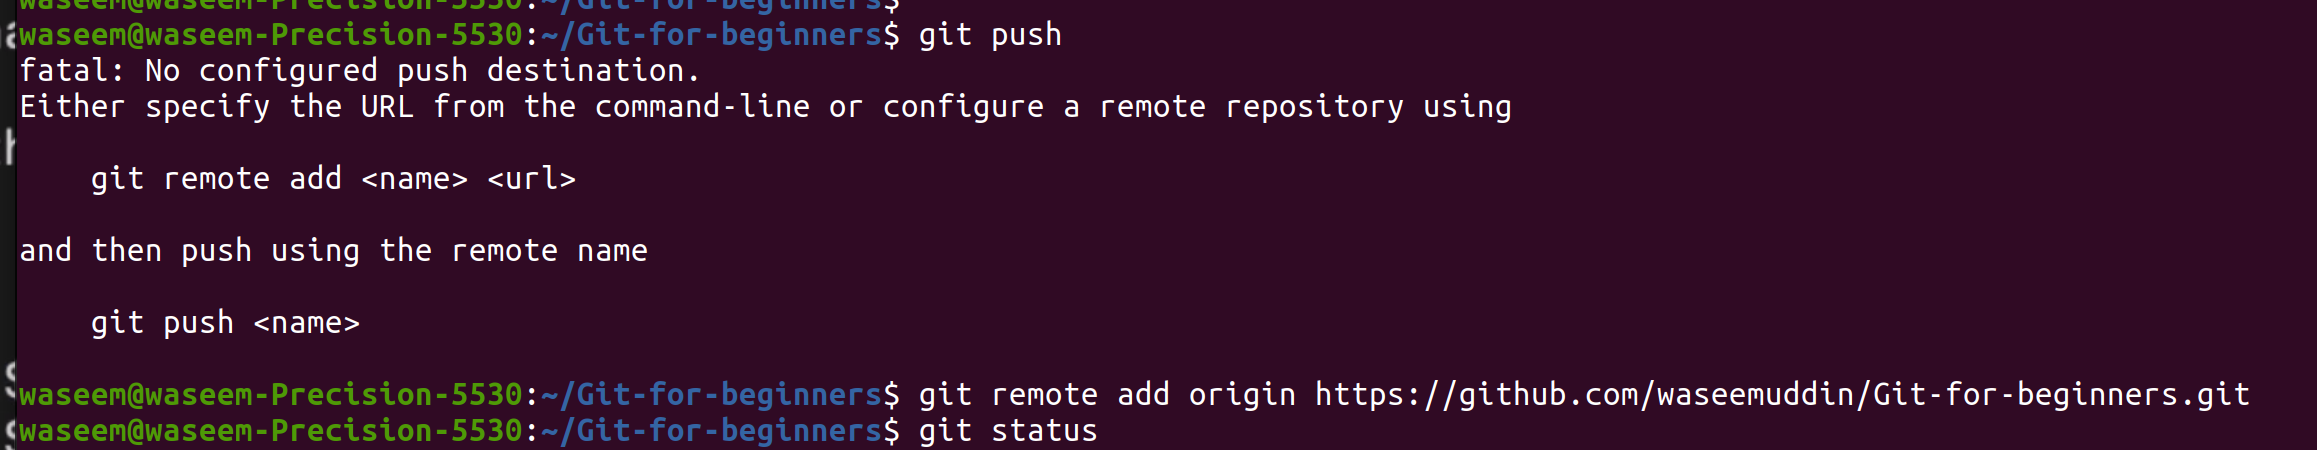 waseem@waseem-Precision-5530:~/Git-for-beginners$
waseem@waseem-Precision-5530:~/Git-for-beginners$ git push
fatal: No configured push destination.
Either specify the URL from the command-line or configure a remote repository using
git remote add <name> <url>
and then push using the remote name
git push <name>
waseem@waseem-Precision-5530:~/Git-for-beginners$ git remote add origin https://github.com/waseemuddin/Git-for-beginners.git
waseem@waseem-Precision-5530:~/Git-for-beginners$ git status